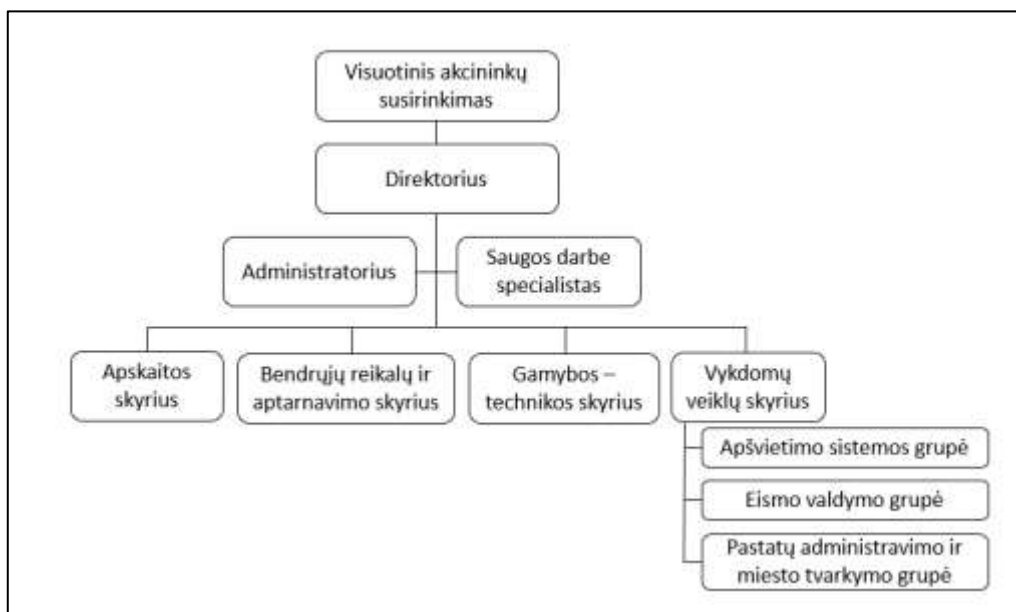 Visuotinis akcininkų
susirinkimas
Direktorius
Administratorius
Saugos darbe
specialistas
Apskaitos
skyrius
Bendrųjų reikalų ir
aptarnavimo skyrius
Gamybos –
technikos skyrius
Vykdomų
veiklų skyrius
Apšvietimo sistemos grupė
Eismo valdymo grupė
Pastatų administravimo ir
miesto tvarkymo grupė